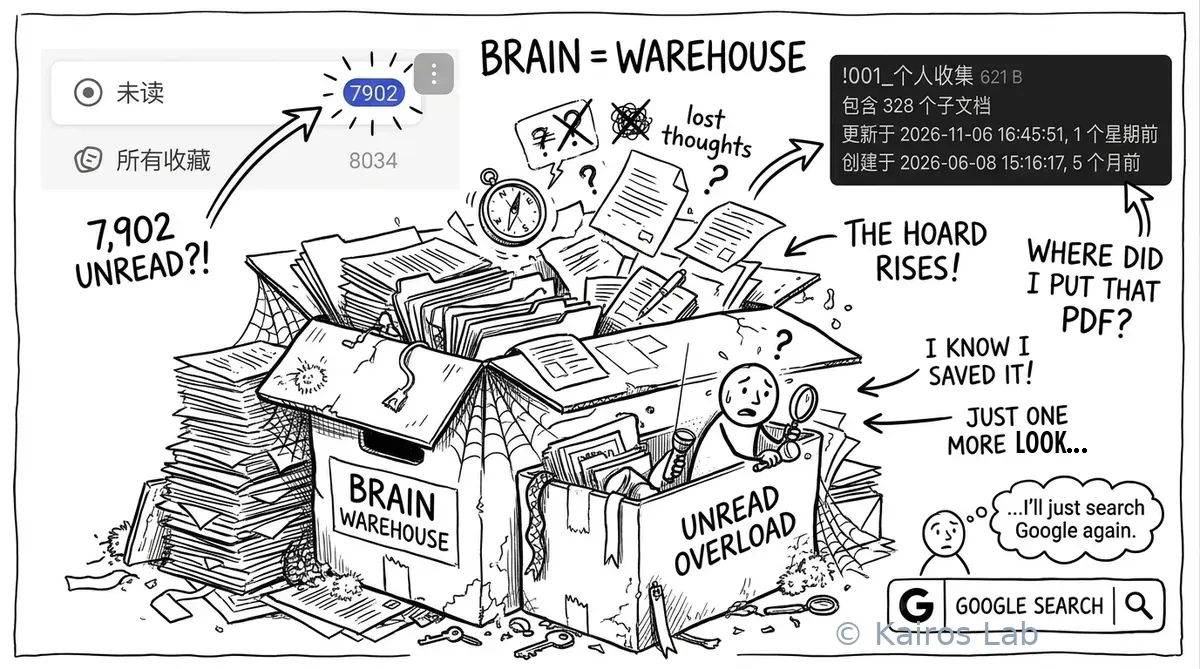 BRAIN = WAREHOUSE
未读
7902
所有收藏
8034
7,902
UNREAD?!
lost
thoughts
!001_个人收集 621 B
包含 328 个子文档
更新于 2026-11-06 16:45:51, 1 个星期前
创建于 2026-06-08 15:16:17, 5 个月前
THE HOARD
RISES!
WHERE DID
I PUT THAT
PDF?
I KNOW I
SAVED IT!
JUST ONE
MORE LOOK...
BRAIN
WAREHOUSE
UNREAD
OVERLOAD
...I'll just search
Google again.
G GOOGLE SEARCH
© Kairos Lab